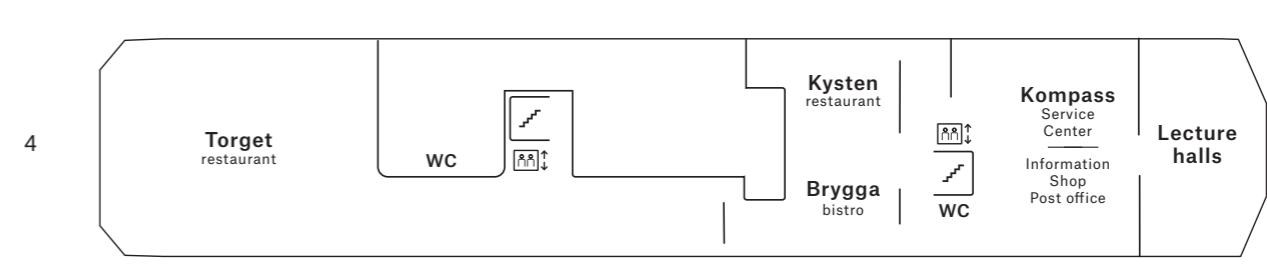 4
Torget
restaurant
WC
Kysten
restaurant
Brygga
bistro
WC
Kompass
Service
Center
Information
Shop
Post office
Lecture
halls